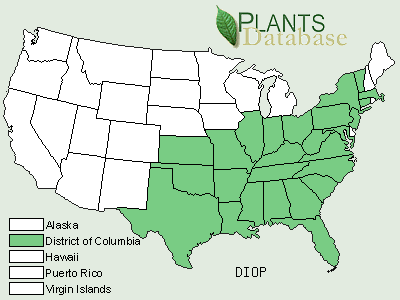 PLANTS
Database
Alaska
District of Columbia
Hawaii
Puerto Rico
Virgin Islands
DIOP